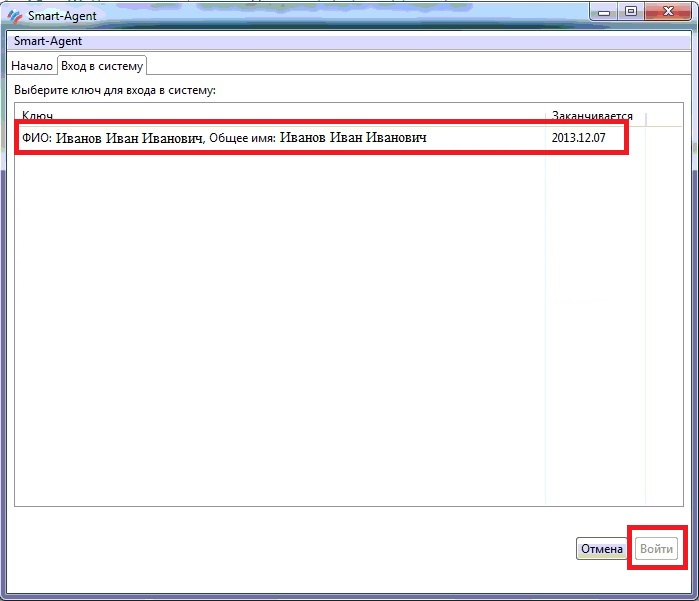 Smart-Agent
Smart-Agent
Начало Вход в систему
Выберите ключ для входа в систему:
Ключ Заканчивается
ФИО: Иванов Иван Иванович, Общее имя: Иванов Иван Иванович 2013.12.07
Отмена Войти